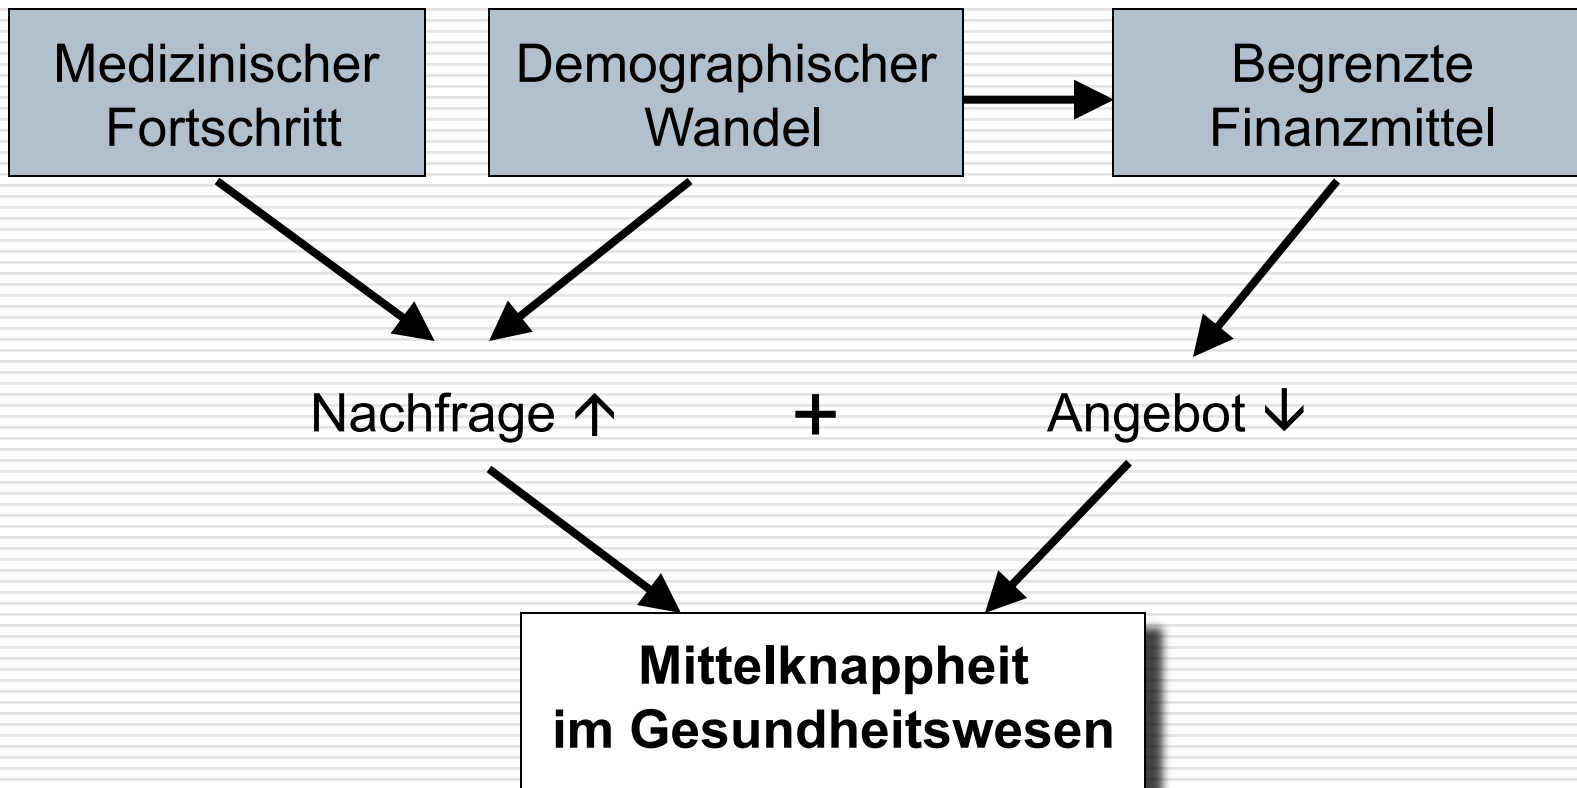 Medizinischer
Fortschritt
Demographischer
Wandel
Begrenzte
Finanzmittel
Nachfrage ↑
+
Angebot ↓
Mittelknappheit
im Gesundheitswesen